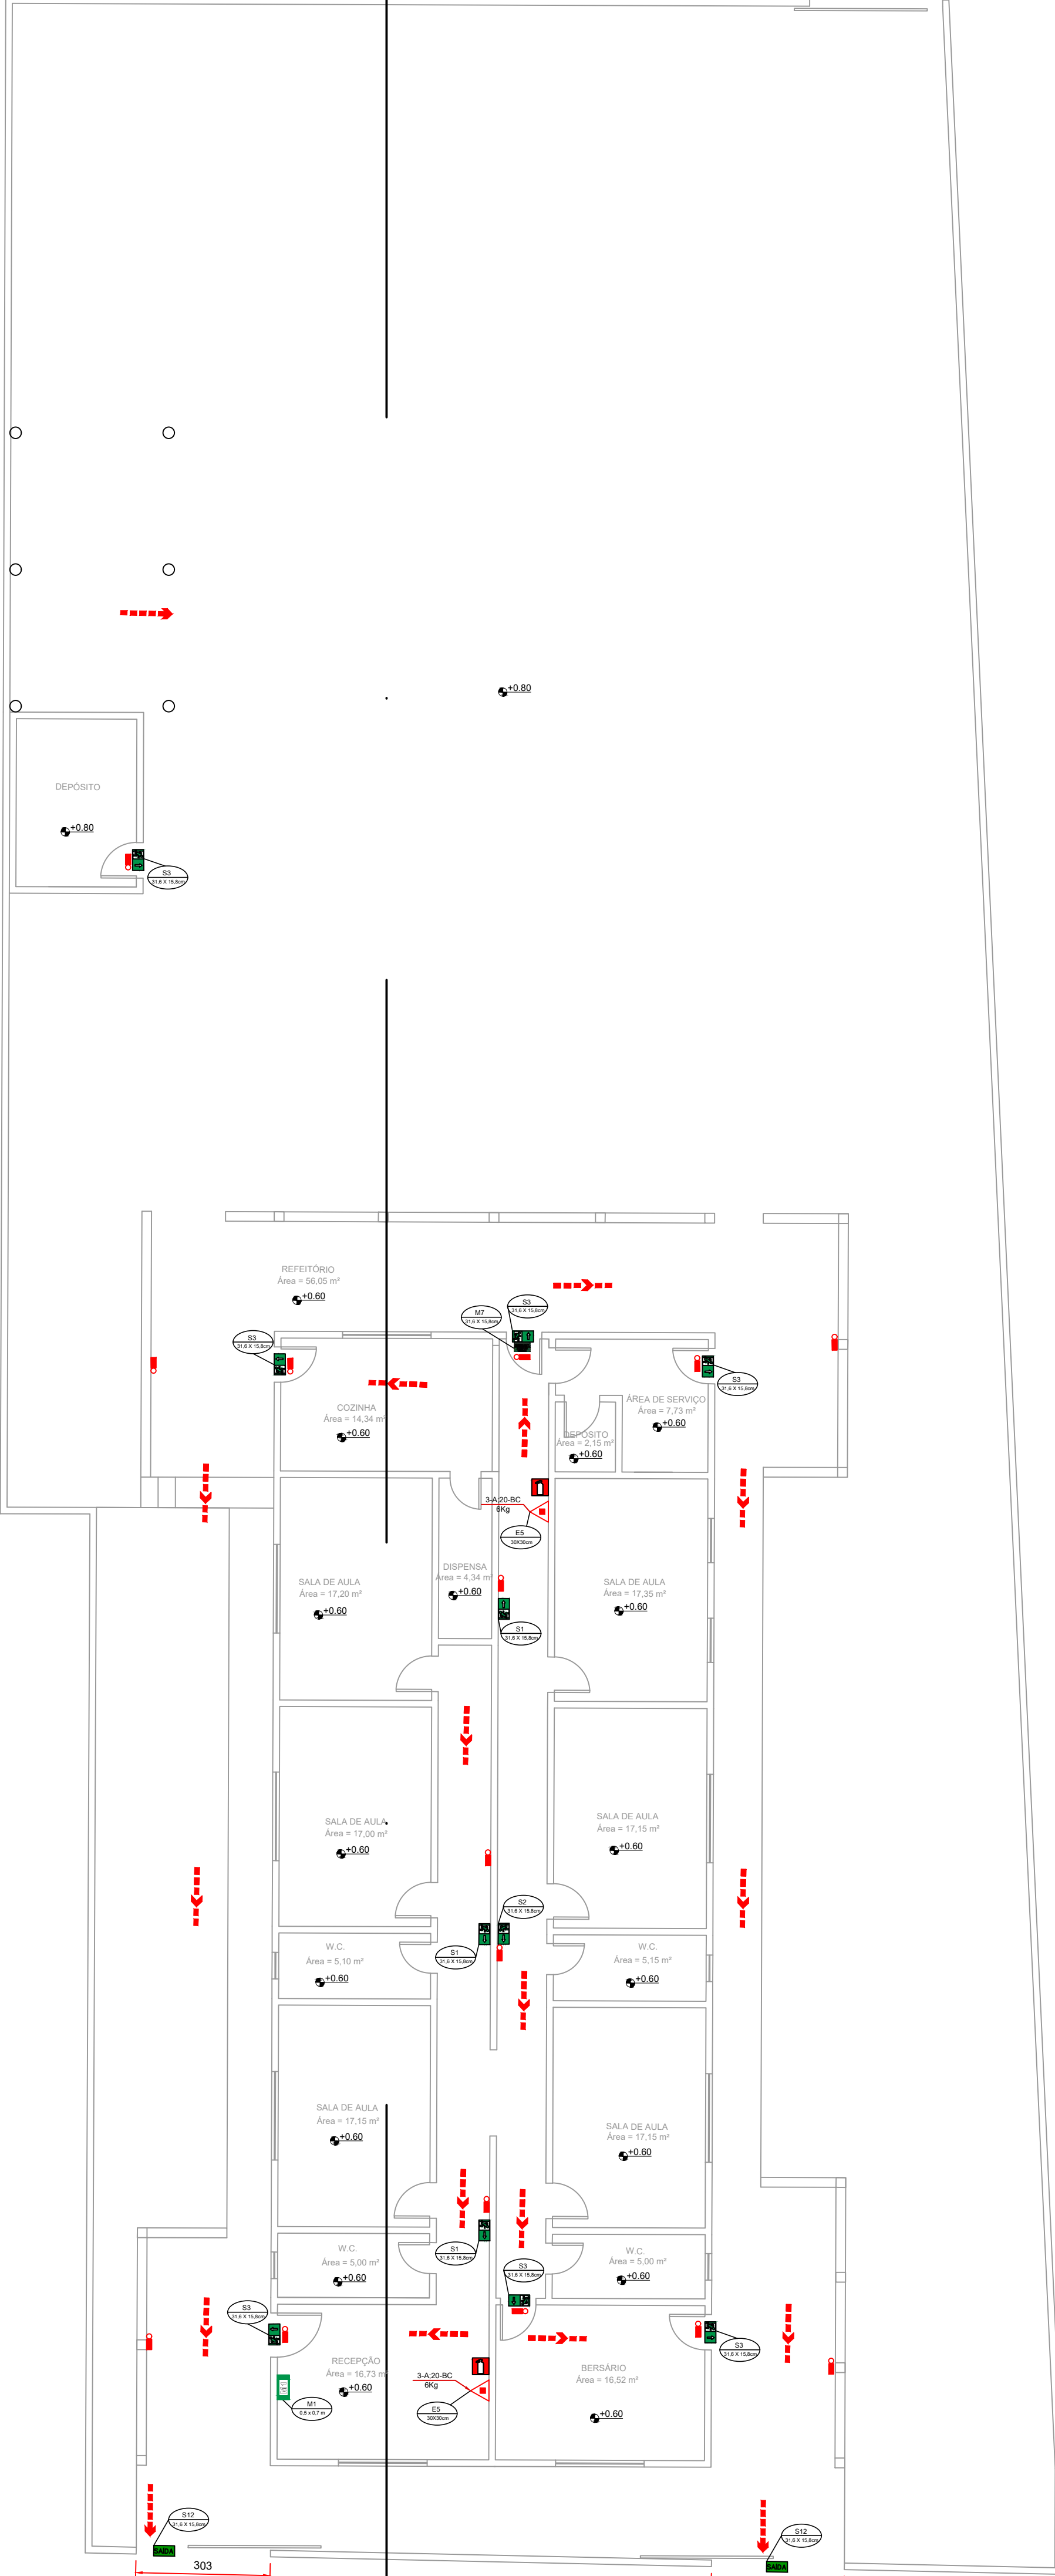 +0.80
DEPÓSITO
+0.80
S3
31,6 X 15,8cm
REFEITÓRIO
Área = 56,05 m²
+0.60
S3
31,6 X 15,8cm
M7
31,6 X 15,8cm
S3
31,6 X 15,8cm
S3
31,6 X 15,8cm
COZINHA
Área = 14,34 m²
+0.60
ÁREA DE SERVIÇO
Área = 7,73 m²
+0.60
DEPÓSITO
Área = 2,15 m²
+0.60
3-A;20-BC
6Kg
E5
30X30cm
DISPENSA
Área = 4,34 m²
+0.60
SALA DE AULA
Área = 17,20 m²
+0.60
SALA DE AULA
Área = 17,35 m²
+0.60
S1
31,6 X 15,8cm
SALA DE AULA
Área = 17,00 m²
+0.60
SALA DE AULA
Área = 17,15 m²
+0.60
S2
31,6 X 15,8cm
S1
31,6 X 15,8cm
W.C.
Área = 5,10 m²
+0.60
W.C.
Área = 5,15 m²
+0.60
SALA DE AULA
Área = 17,15 m²
+0.60
SALA DE AULA
Área = 17,15 m²
+0.60
S1
31,6 X 15,8cm
W.C.
Área = 5,00 m²
+0.60
W.C.
Área = 5,00 m²
+0.60
S3
31,6 X 15,8cm
S3
31,6 X 15,8cm
S3
31,6 X 15,8cm
RECEPÇÃO
Área = 16,73 m²
+0.60
BERSÁRIO
Área = 16,52 m²
+0.60
3-A;20-BC
6Kg
E5
30X30cm
M1
0,5 x 0,7 m
S12
31,6 X 15,8cm
SAÍDA
S12
31,6 X 15,8cm
SAÍDA
303